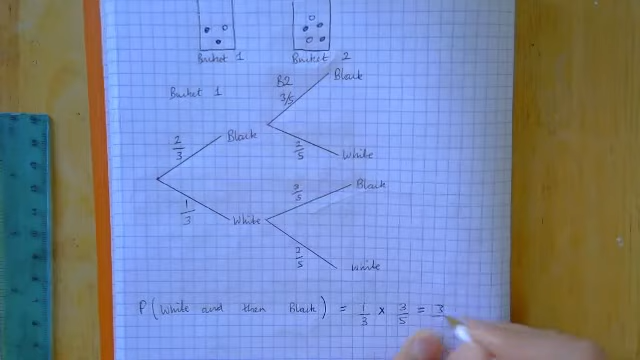 Bucket 1
Bucket 2
Bucket 1
B2
3/5
Black
2/3
Black
2/5
White
1/3
White
3/5
Black
2/5
White
P(White and then Black) = 1/3 × 3/5 = 3